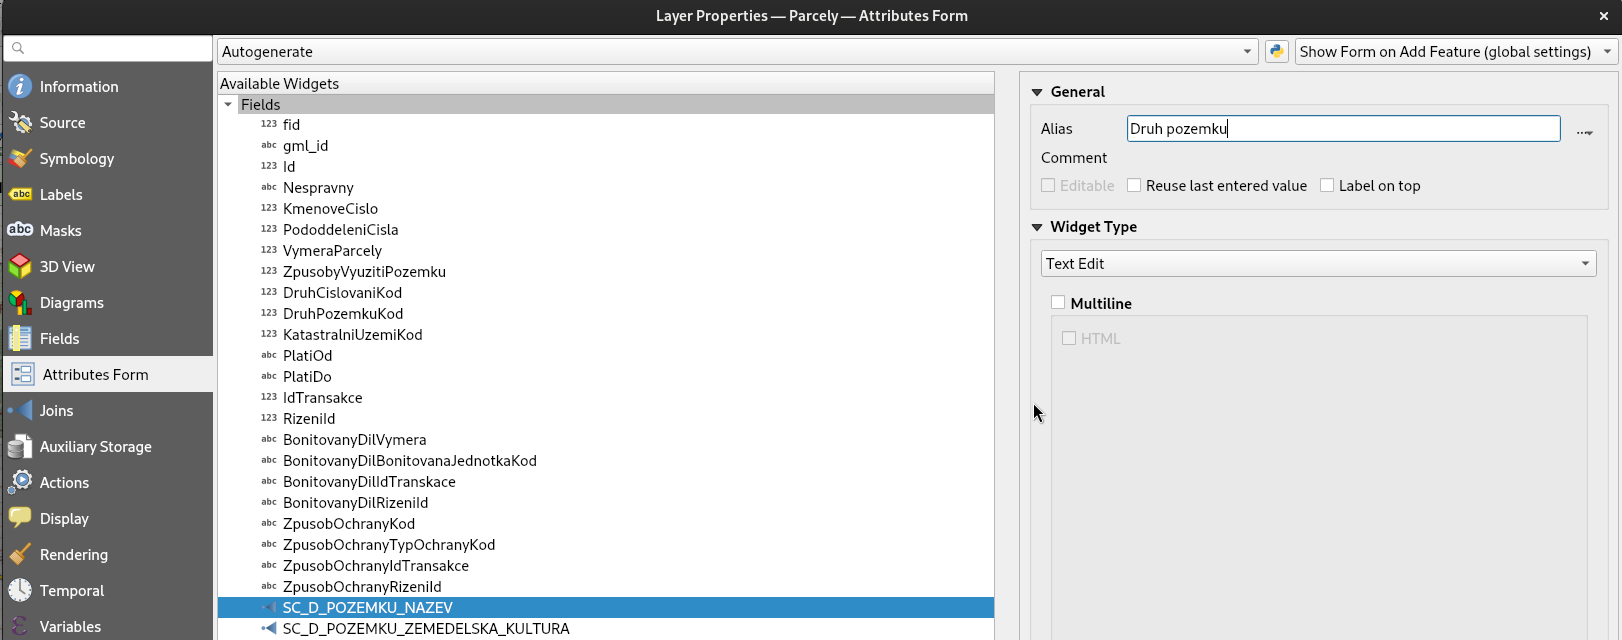 Layer Properties — Parcely — Attributes Form
Autogenerate
Show Form on Add Feature (global settings)
Information
Source
Symbology
abc Labels
abc Masks
3D View
Diagrams
Fields
Attributes Form
Joins
Auxiliary Storage
Actions
Display
Rendering
Temporal
Variables
Available Widgets
Fields
123 fid
abc gml_id
123 Id
abc Nespravny
123 KmenoveCislo
123 PododdeleniCisla
123 VymeraParcely
123 ZpusobyVyuzitiPozemku
123 DruhCislovaniKod
123 DruhPozemkuKod
123 KatastralniUzemiKod
abc PlatiOd
abc PlatiDo
123 IdTransakce
123 RizeniId
abc BonitovanyDilVymera
abc BonitovanyDilBonitovanaJednotkaKod
abc BonitovanyDilIdTranskace
abc BonitovanyDilRizeniId
abc ZpusobOchranyKod
abc ZpusobOchranyTypOchranyKod
abc ZpusobOchranyIdTransakce
abc ZpusobOchranyRizeniId
SC_D_POZEMKU_NAZEV
SC_D_POZEMKU_ZEMEDELSKA_KULTURA
General
Alias Druh pozemku ...
Comment
Editable Reuse last entered value Label on top
Widget Type
Text Edit
Multiline
HTML